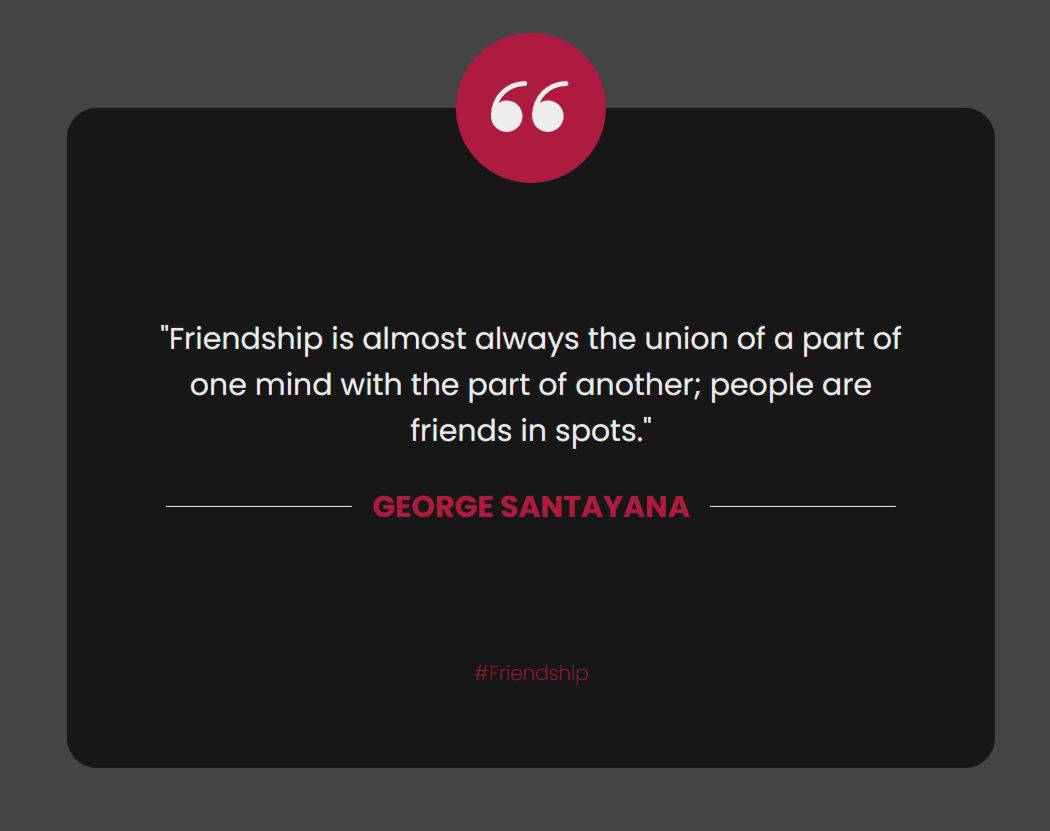 "Friendship is almost always the union of a part of
one mind with the part of another; people are
friends in spots."
GEORGE SANTAYANA
#Friendship